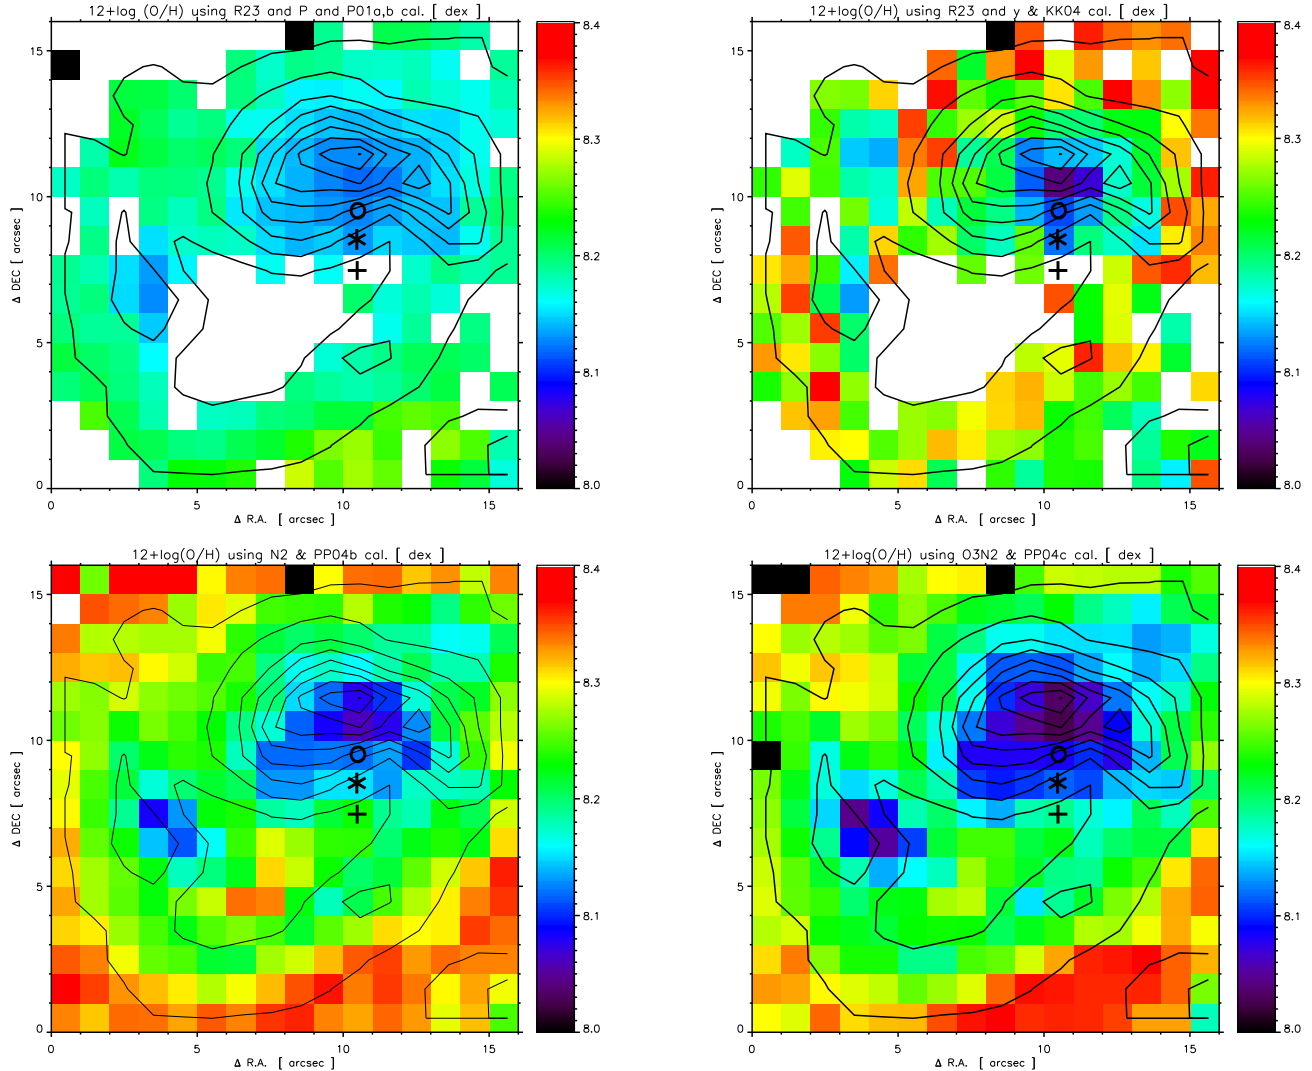 12+log (O/H) using R23 and P and P01a,b cal. [ dex ]
12+log(O/H) using R23 and y & KK04 cal. [ dex ]
15
10
5
0
Δ DEC [ arcsec ]
0 5 10 15
Δ R.A. [ arcsec ]
8.4
8.3
8.2
8.1
8.0
15
10
5
0
Δ DEC [ arcsec ]
0 5 10 15
Δ R.A. [ arcsec ]
8.4
8.3
8.2
8.1
8.0
12+log(O/H) using N2 & PP04b cal. [ dex ]
12+log(O/H) using O3N2 & PP04c cal. [ dex ]
15
10
5
0
Δ DEC [ arcsec ]
0 5 10 15
Δ R.A. [ arcsec ]
8.4
8.3
8.2
8.1
8.0
15
10
5
0
Δ DEC [ arcsec ]
0 5 10 15
Δ R.A. [ arcsec ]
8.4
8.3
8.2
8.1
8.0